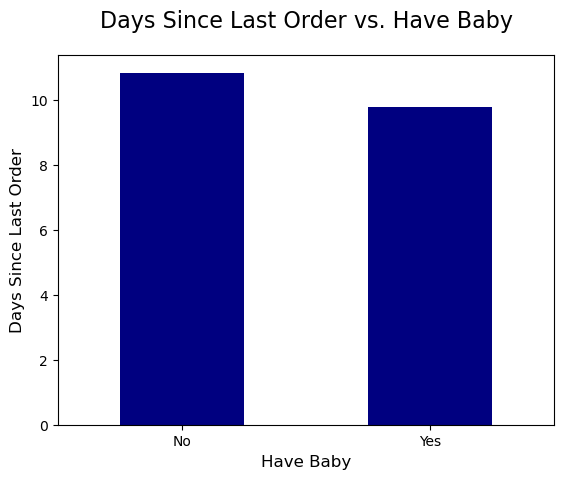 Days Since Last Order vs. Have Baby
10
8
6
4
2
0
Days Since Last Order
No
Yes
Have Baby